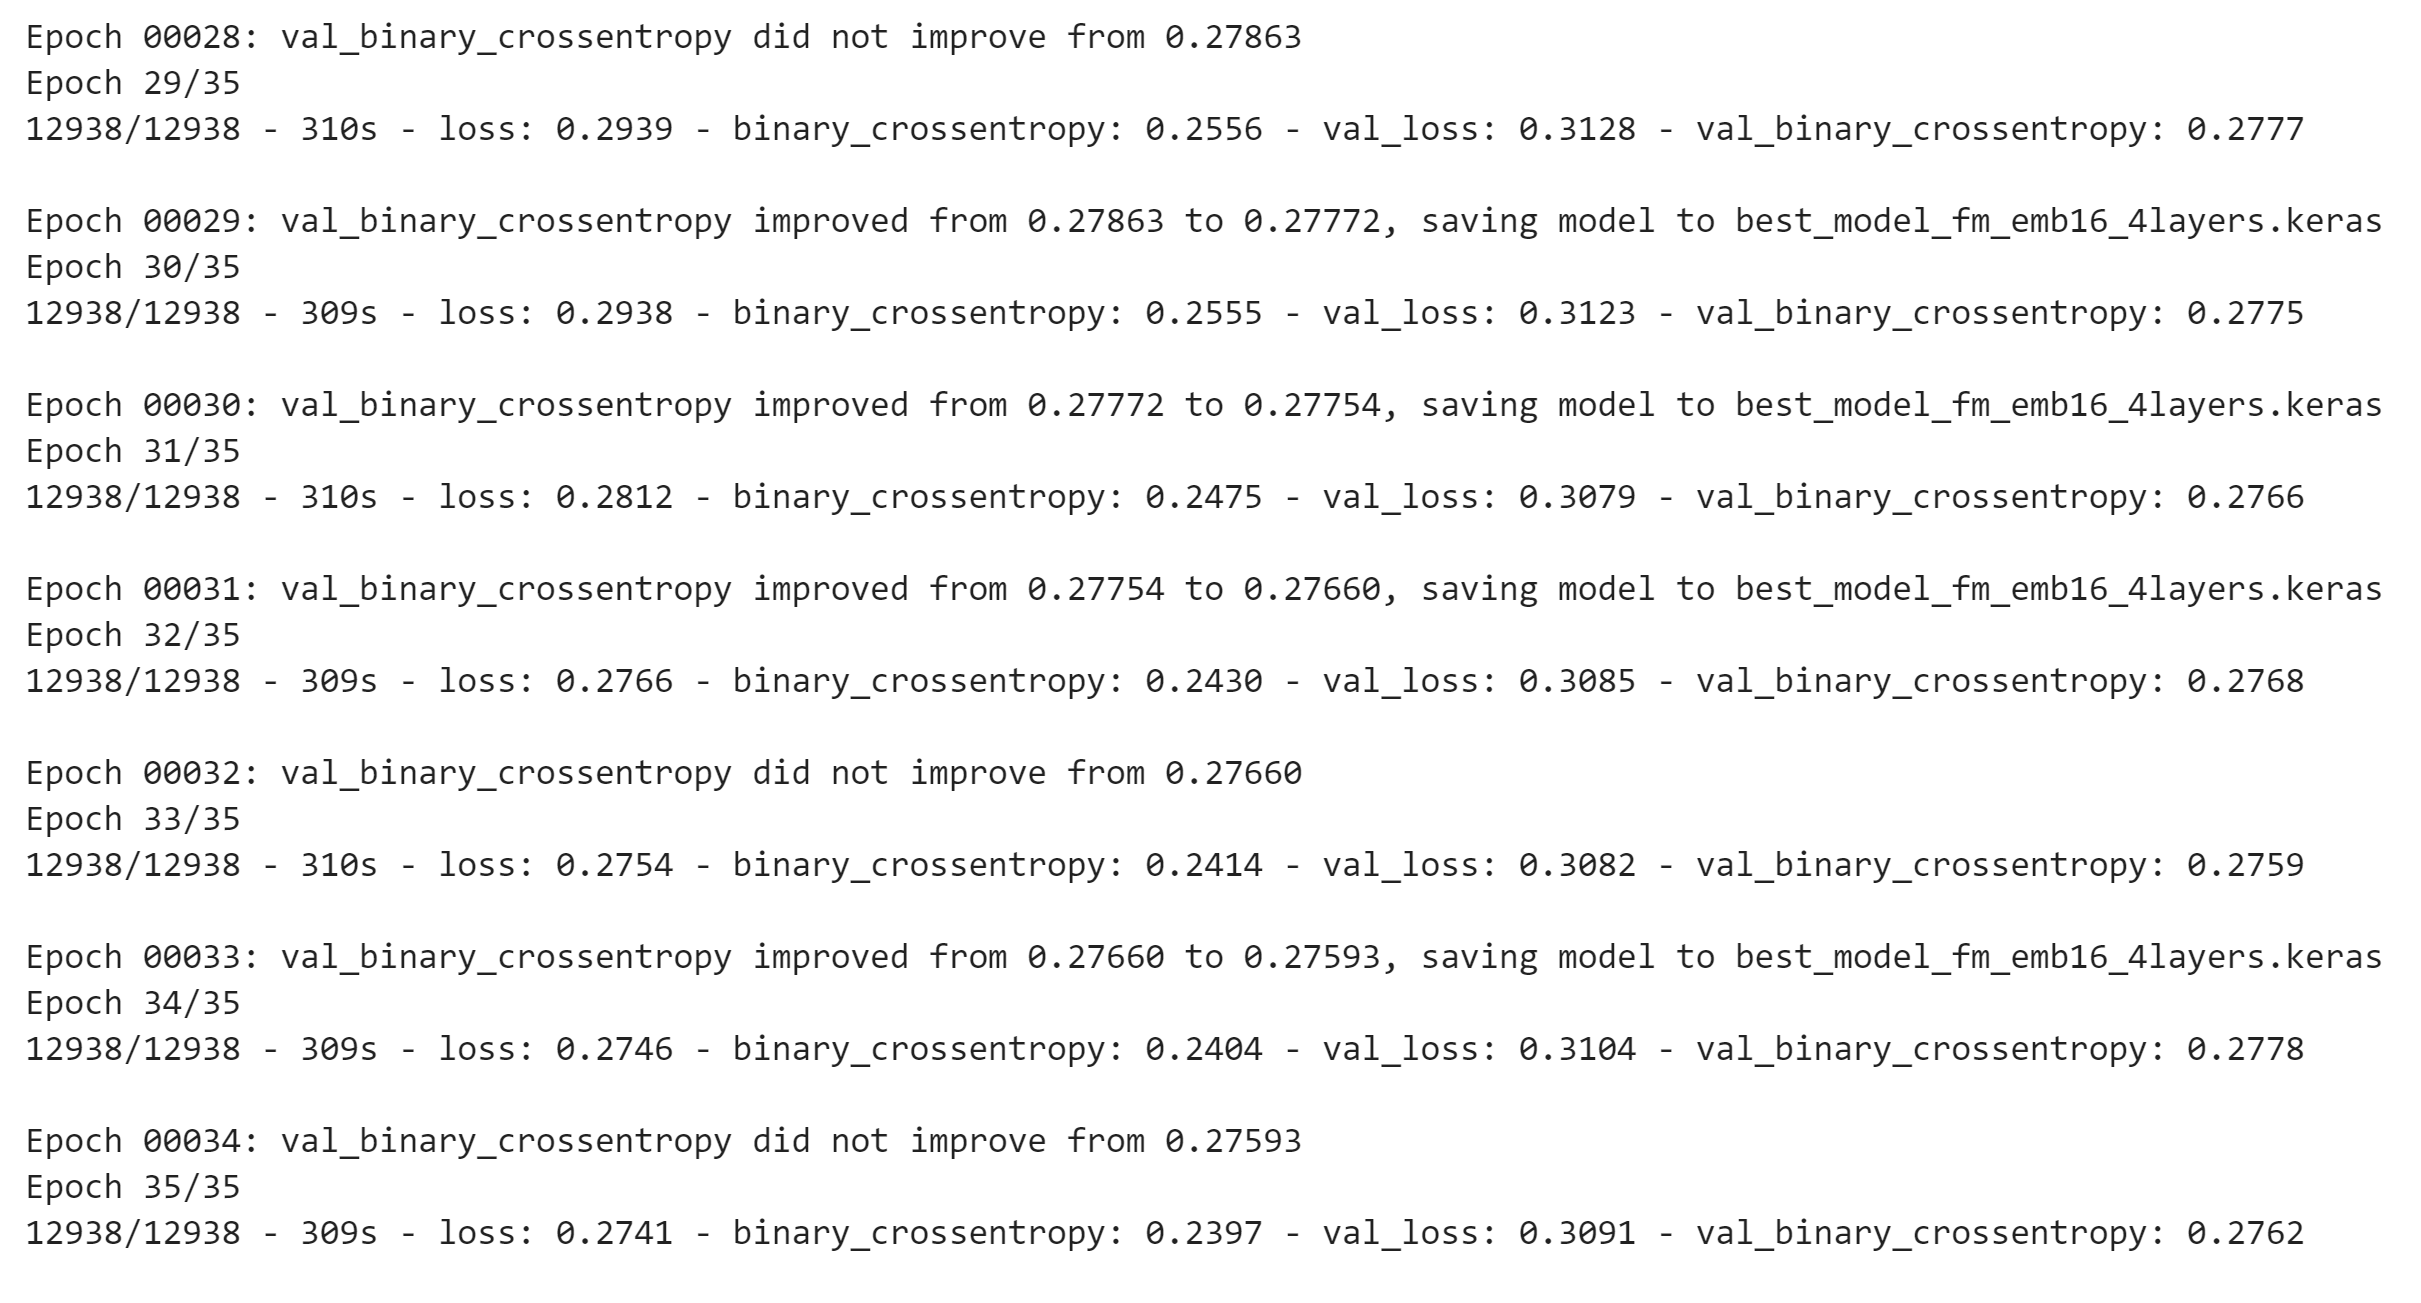 Epoch 00028: val_binary_crossentropy did not improve from 0.27863
Epoch 29/35
12938/12938 - 310s - loss: 0.2939 - binary_crossentropy: 0.2556 - val_loss: 0.3128 - val_binary_crossentropy: 0.2777
Epoch 00029: val_binary_crossentropy improved from 0.27863 to 0.27772, saving model to best_model_fm_emb16_4layers.keras
Epoch 30/35
12938/12938 - 309s - loss: 0.2938 - binary_crossentropy: 0.2555 - val_loss: 0.3123 - val_binary_crossentropy: 0.2775
Epoch 00030: val_binary_crossentropy improved from 0.27772 to 0.27754, saving model to best_model_fm_emb16_4layers.keras
Epoch 31/35
12938/12938 - 310s - loss: 0.2812 - binary_crossentropy: 0.2475 - val_loss: 0.3079 - val_binary_crossentropy: 0.2766
Epoch 00031: val_binary_crossentropy improved from 0.27754 to 0.27660, saving model to best_model_fm_emb16_4layers.keras
Epoch 32/35
12938/12938 - 309s - loss: 0.2766 - binary_crossentropy: 0.2430 - val_loss: 0.3085 - val_binary_crossentropy: 0.2768
Epoch 00032: val_binary_crossentropy did not improve from 0.27660
Epoch 33/35
12938/12938 - 310s - loss: 0.2754 - binary_crossentropy: 0.2414 - val_loss: 0.3082 - val_binary_crossentropy: 0.2759
Epoch 00033: val_binary_crossentropy improved from 0.27660 to 0.27593, saving model to best_model_fm_emb16_4layers.keras
Epoch 34/35
12938/12938 - 309s - loss: 0.2746 - binary_crossentropy: 0.2404 - val_loss: 0.3104 - val_binary_crossentropy: 0.2778
Epoch 00034: val_binary_crossentropy did not improve from 0.27593
Epoch 35/35
12938/12938 - 309s - loss: 0.2741 - binary_crossentropy: 0.2397 - val_loss: 0.3091 - val_binary_crossentropy: 0.2762